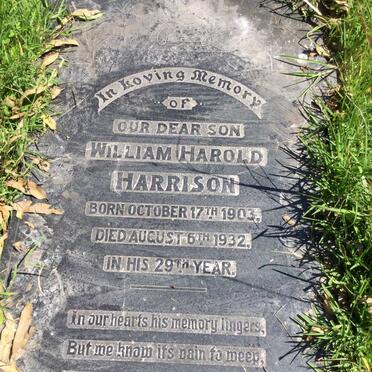 In Loving Memory
OF
OUR DEAR SON
WILLIAM HAROLD
HARRISON
BORN OCTOBER 17TH 1903.
DIED AUGUST 6TH 1932.
IN HIS 29TH YEAR.
In our hearts his memory lingers.
But we know it's vain to weep.